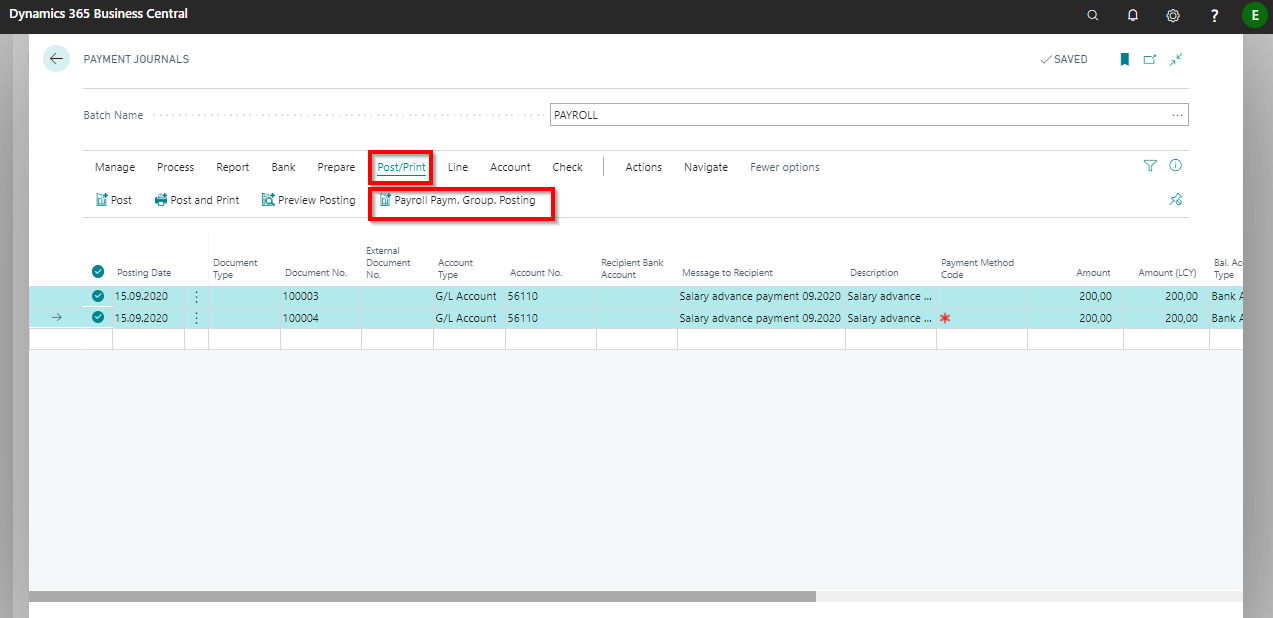 Dynamics 365 Business Central
?
E
PAYMENT JOURNALS
SAVED
Batch Name
PAYROLL
...
Manage Process Report Bank Prepare Post/Print Line Account Check Actions Navigate Fewer options
Post Post and Print Preview Posting Payroll Paym. Group. Posting
Posting Date
Document
Type
Document No.
External
Document
No.
Account
Type
Account No.
Recipient Bank
Account
Message to Recipient
Description
Payment Method
Code
Amount
Amount (LCY)
Bal. Ac
Type
15.09.2020 100003 G/L Account 56110 Salary advance payment 09.2020 Salary advance ... 200,00 200,00 Bank A
15.09.2020 100004 G/L Account 56110 Salary advance payment 09.2020 Salary advance ... * 200,00 200,00 Bank A